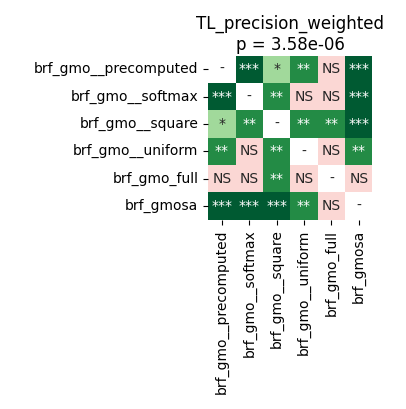 TL_precision_weighted
p = 3.58e-06
brf_gmo__precomputed - *** * ** NS ***
brf_gmo__softmax *** - ** NS NS ***
brf_gmo__square * ** - ** ** ***
brf_gmo__uniform ** NS ** - NS **
brf_gmo_full NS NS ** NS - NS
brf_gmosa *** *** *** ** NS -
brf_gmo__precomputed
brf_gmo__softmax
brf_gmo__square
brf_gmo__uniform
brf_gmo_full
brf_gmosa